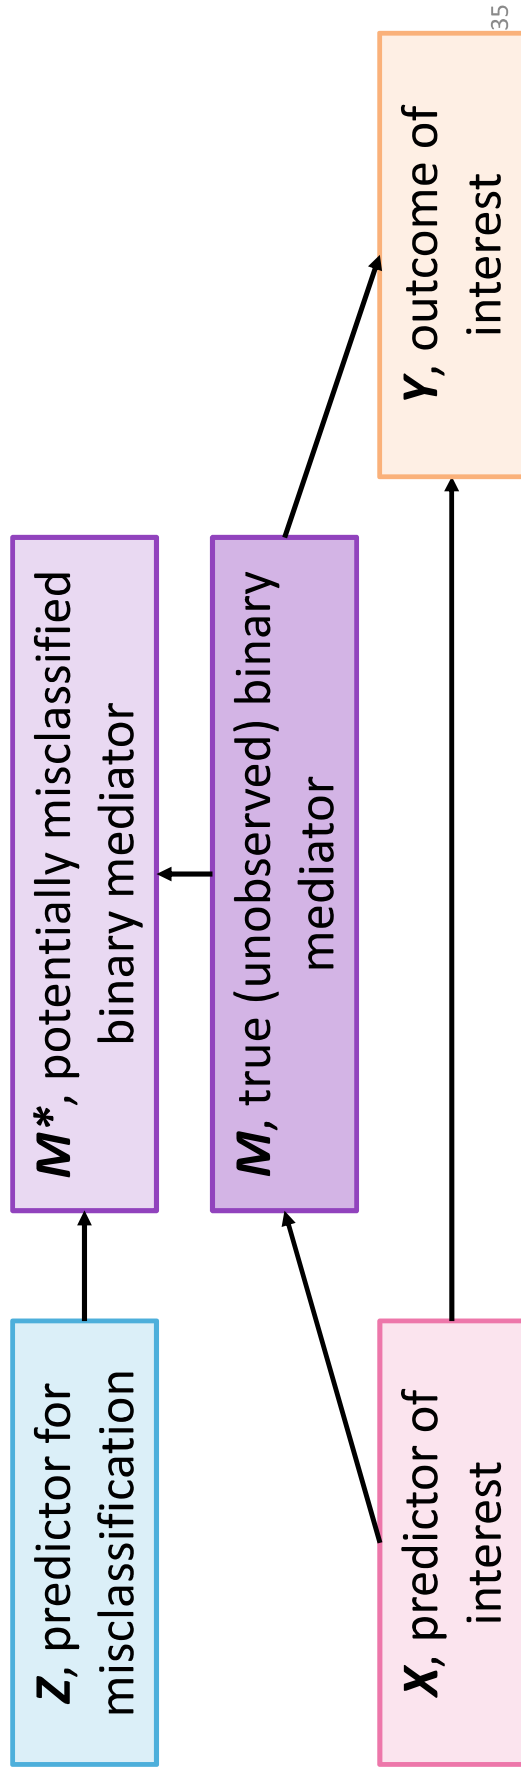 Z, predictor for
misclassification
M*, potentially misclassified
binary mediator
M, true (unobserved) binary
mediator
X, predictor of
interest
Y, outcome of
interest
35